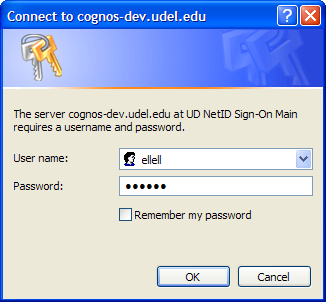 Connect to cognos-dev.udel.edu
The server cognos-dev.udel.edu at UD NetID Sign-On Main
requires a username and password.
User name:
ellell
Password:
••••••
Remember my password
OK
Cancel